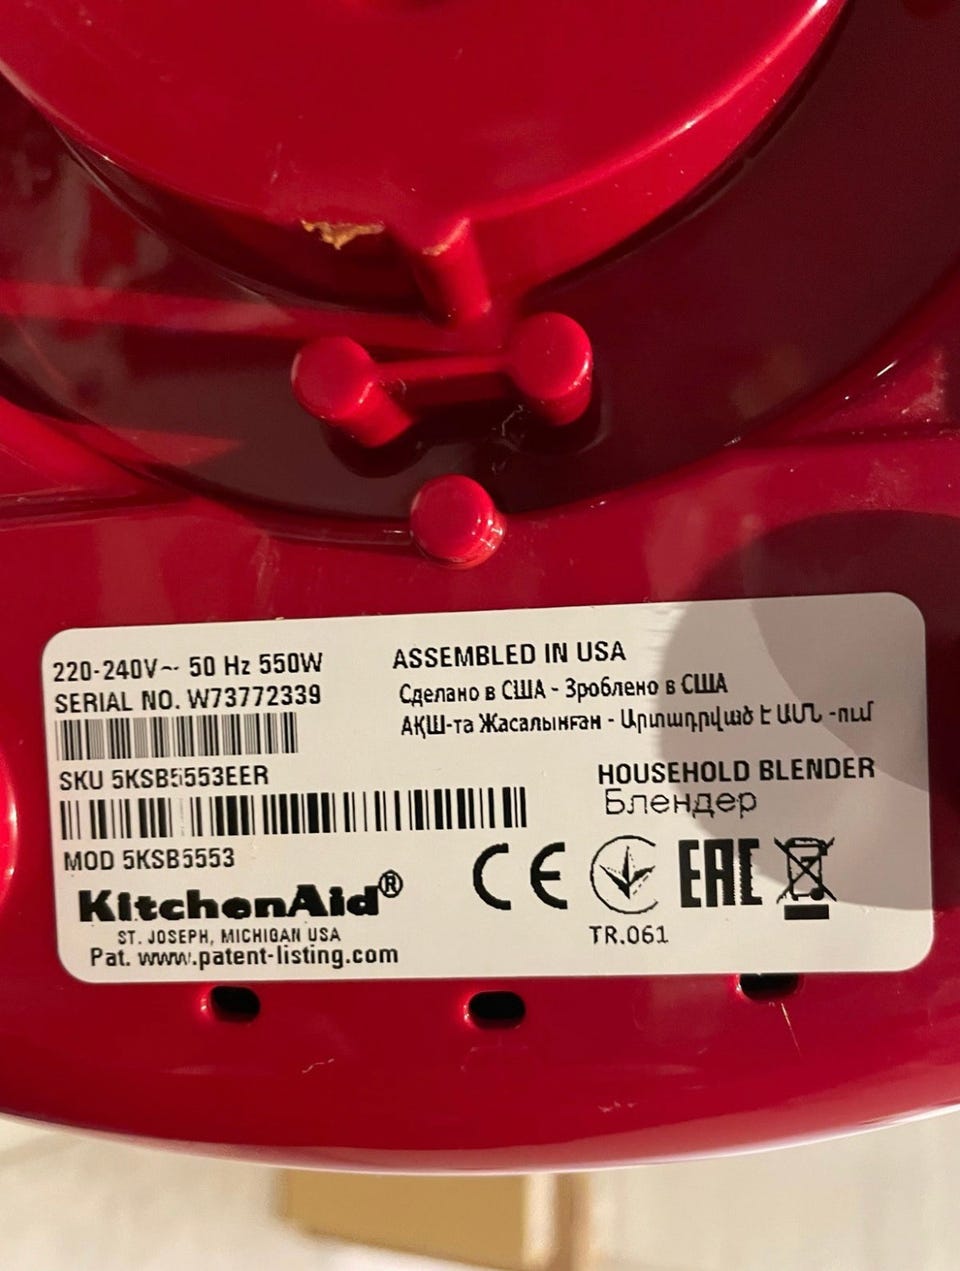 220-240V~ 50 Hz 550W
SERIAL NO. W73772339
SKU 5KSB5553EER
MOD 5KSB5553
KitchenAid®
ST. JOSEPH, MICHIGAN USA
Pat. www.patent-listing.com
ASSEMBLED IN USA
Сделано в США - Зроблено в США
АҚШ-та Жасалынған - Արտադրված է ԱՄՆ -ում
HOUSEHOLD BLENDER
Блендер
CE EAC
TR.061